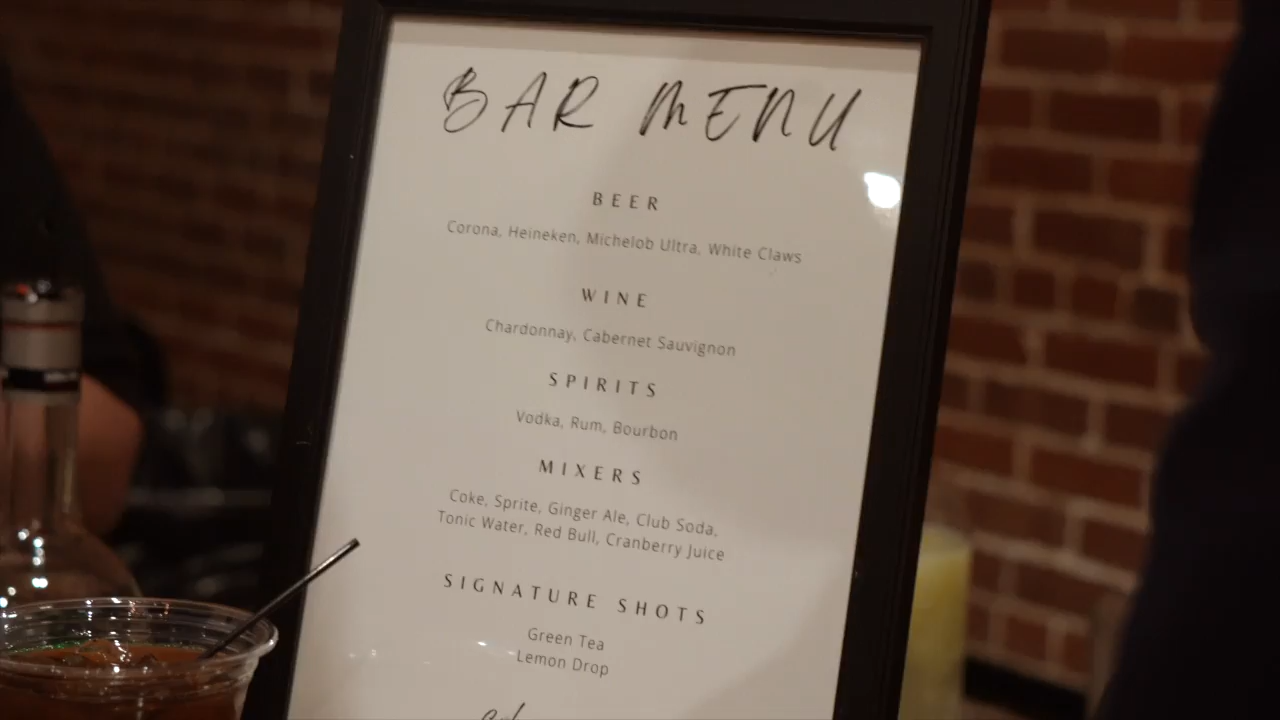 BAR MENU
BEER
Corona, Heineken, Michelob Ultra, White Claws
WINE
Chardonnay, Cabernet Sauvignon
SPIRITS
Vodka, Rum, Bourbon
MIXERS
Coke, Sprite, Ginger Ale, Club Soda,
Tonic Water, Red Bull, Cranberry Juice
SIGNATURE SHOTS
Green Tea
Lemon Drop